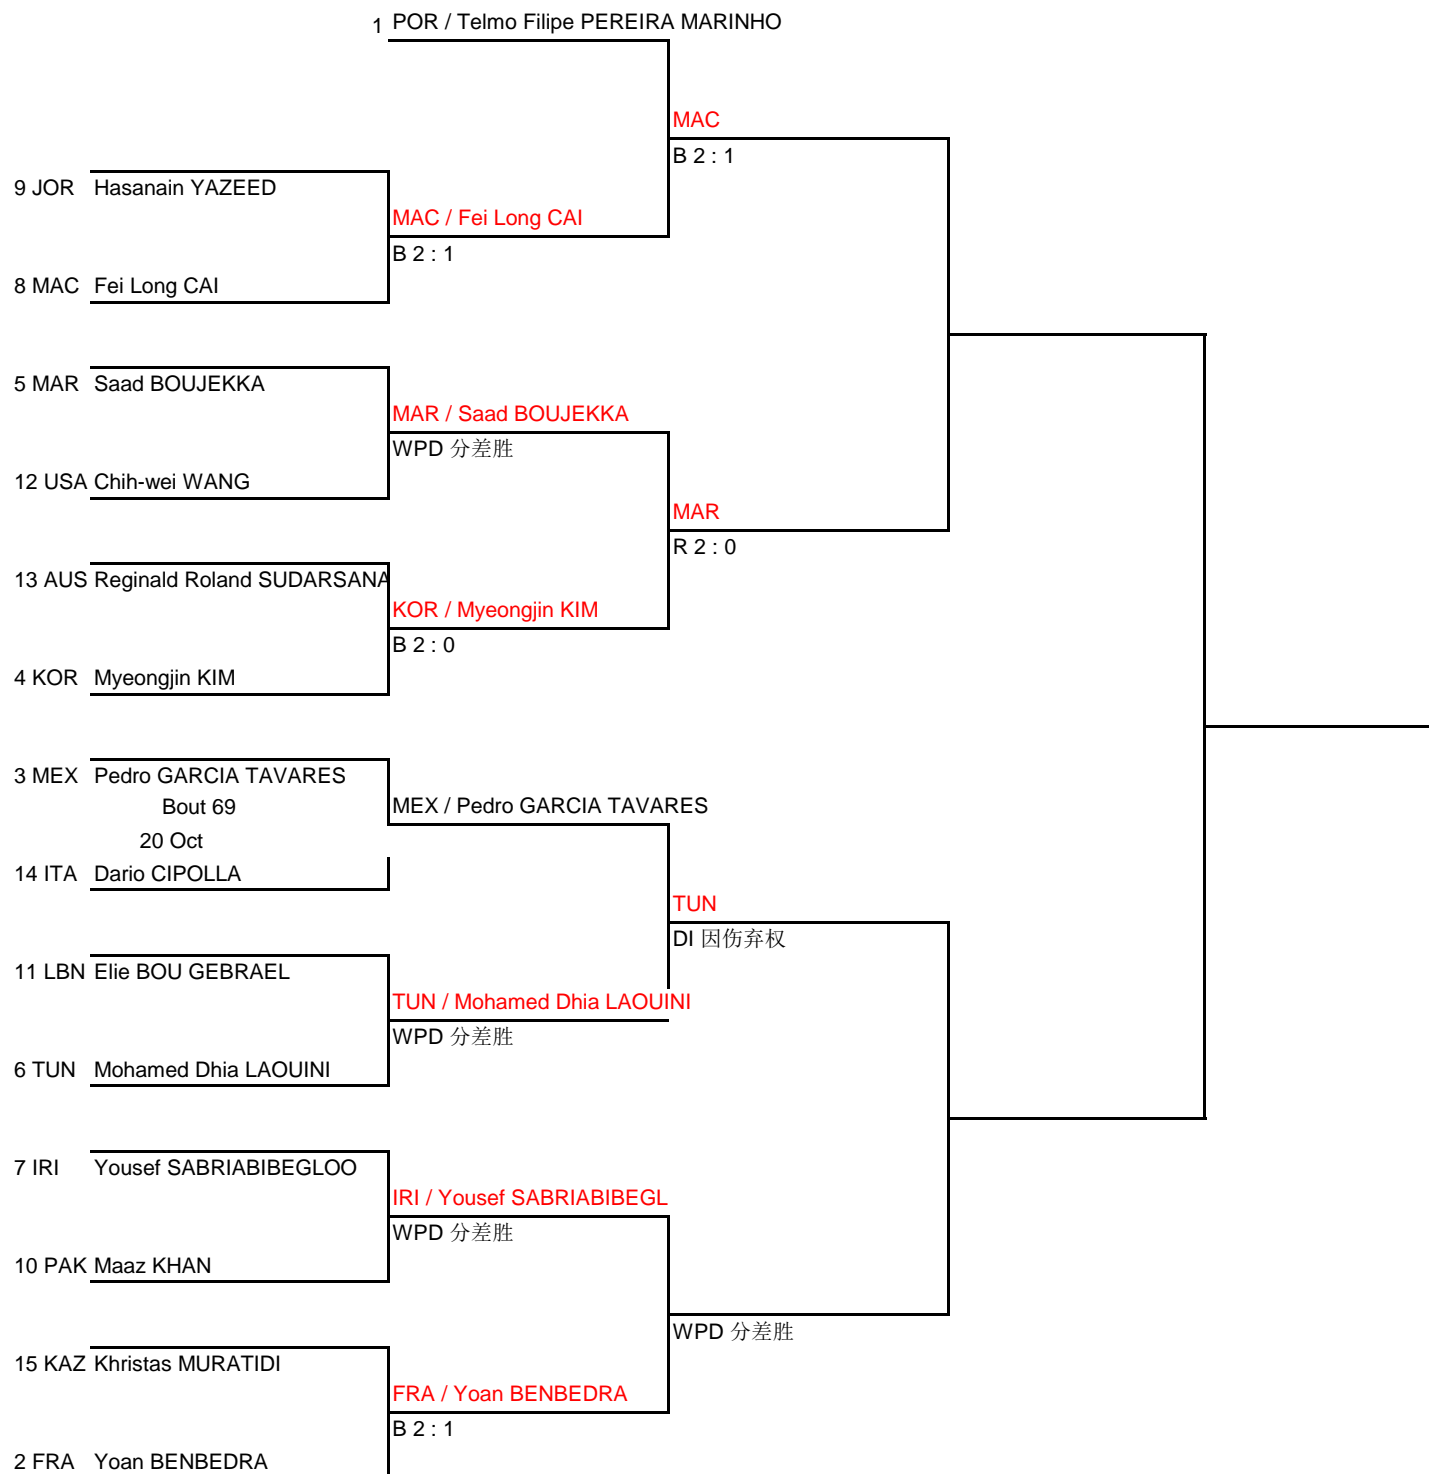 1 POR / Telmo Filipe PEREIRA MARINHO
MAC
B 2 : 1
9 JOR Hasanain YAZEED
MAC / Fei Long CAI
B 2 : 1
8 MAC Fei Long CAI
5 MAR Saad BOUJEKKA
MAR / Saad BOUJEKKA
WPD 分差胜
12 USA Chih-wei WANG
MAR
R 2 : 0
13 AUS Reginald Roland SUDARSANA
KOR / Myeongjin KIM
B 2 : 0
4 KOR Myeongjin KIM
3 MEX Pedro GARCIA TAVARES
Bout 69
MEX / Pedro GARCIA TAVARES
20 Oct
14 ITA Dario CIPOLLA
TUN
DI 因伤弃权
11 LBN Elie BOU GEBRAEL
TUN / Mohamed Dhia LAOUINI
WPD 分差胜
6 TUN Mohamed Dhia LAOUINI
7 IRI Yousef SABRIABIBEGLOO
IRI / Yousef SABRIABIBEGL
WPD 分差胜
10 PAK Maaz KHAN
WPD 分差胜
15 KAZ Khristas MURATIDI
FRA / Yoan BENBEDRA
B 2 : 1
2 FRA Yoan BENBEDRA